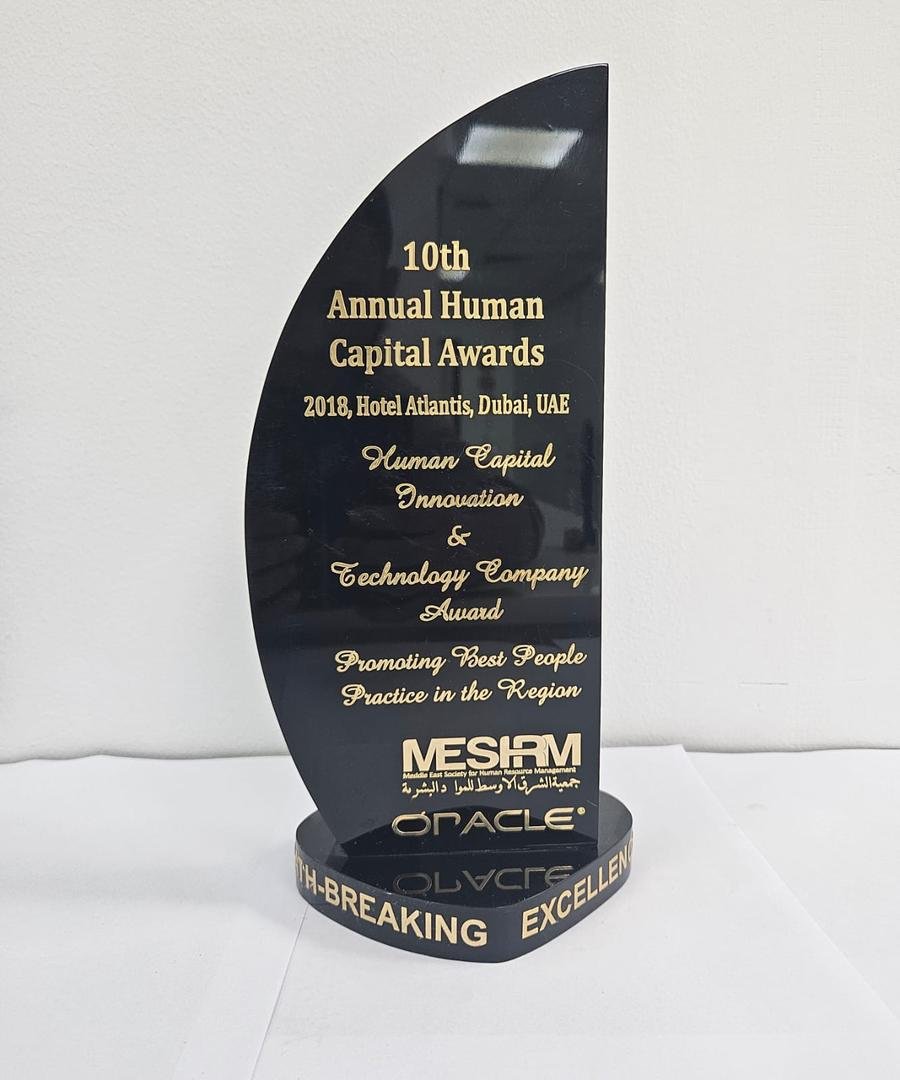 10th
Annual Human
Capital Awards
2018, Hotel Atlantis, Dubai, UAE
Human Capital
Innovation
&
Technology Company
Award
Promoting Best People
Practice in the Region
MESHRM
Meddle East Society for Human Resource Management
جمعية الشرق الاوسط للموارد البشرية
ORACLE®
TH-BREAKING EXCELLENC